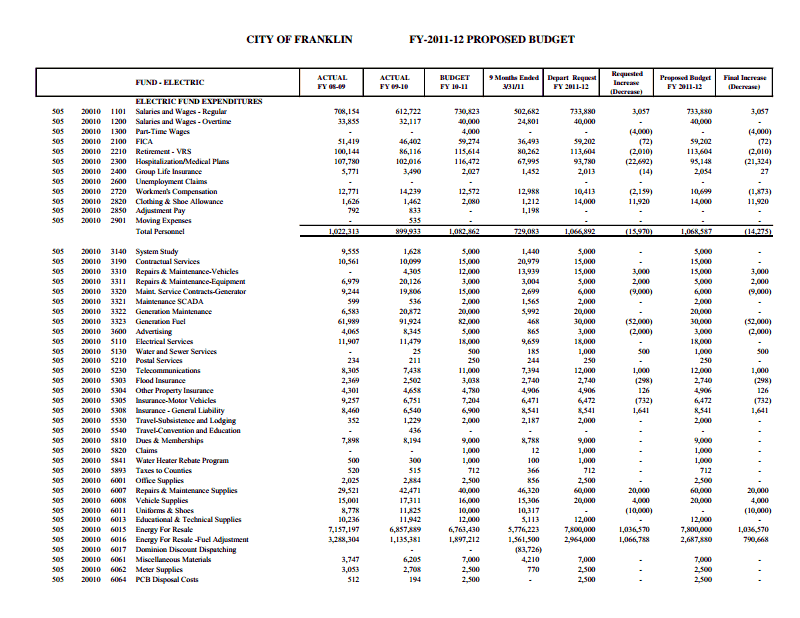 CITY OF FRANKLIN FY-2011-12 PROPOSED BUDGET
FUND - ELECTRIC ACTUAL FY 08-09 ACTUAL FY 09-10 BUDGET FY 10-11 9 Months Ended 3/31/11 Depart Request FY 2011-12 Requested Increase (Decrease) Proposed Budget FY 2011-12 Final Increase (Decrease)
ELECTRIC FUND EXPENDITURES
505 20010 1101 Salaries and Wages - Regular 708,154 612,722 730,823 502,682 733,880 3,057 733,880 3,057
505 20010 1200 Salaries and Wages - Overtime 33,855 32,117 40,000 24,801 40,000 - 40,000 -
505 20010 1300 Part-Time Wages - - 4,000 - - (4,000) - (4,000)
505 20010 2100 FICA 51,419 46,402 59,274 36,493 59,202 (72) 59,202 (72)
505 20010 2210 Retirement - VRS 100,144 86,116 115,614 80,262 113,604 (2,010) 113,604 (2,010)
505 20010 2300 Hospitalization/Medical Plans 107,780 102,016 116,472 67,995 93,780 (22,692) 95,148 (21,324)
505 20010 2400 Group Life Insurance 5,771 3,490 2,027 1,452 2,013 (14) 2,054 27
505 20010 2600 Unemployment Claims - - - - - - - -
505 20010 2720 Workmen's Compensation 12,771 14,239 12,572 12,988 10,413 (2,159) 10,699 (1,873)
505 20010 2820 Clothing & Shoe Allowance 1,626 1,462 2,080 1,212 14,000 11,920 14,000 11,920
505 20010 2850 Adjustment Pay 792 833 - 1,198 - - - -
505 20010 2901 Moving Expenses - 535 - - - - -
Total Personnel 1,022,313 899,933 1,082,862 729,083 1,066,892 (15,970) 1,068,587 (14,275)
505 20010 3140 System Study 9,555 1,628 5,000 1,440 5,000 - 5,000 -
505 20010 3190 Contractual Services 10,561 10,099 15,000 20,979 15,000 - 15,000 -
505 20010 3310 Repairs & Maintenance-Vehicles - 4,305 12,000 13,939 15,000 3,000 15,000 3,000
505 20010 3311 Repairs & Maintenance-Equipment 6,979 20,126 3,000 3,004 5,000 2,000 5,000 2,000
505 20010 3320 Maint. Service Contracts-Generator 9,244 19,806 15,000 2,699 6,000 (9,000) 6,000 (9,000)
505 20010 3321 Maintenance SCADA 599 536 2,000 1,565 2,000 - 2,000 -
505 20010 3322 Generation Maintenance 6,583 20,872 20,000 5,992 20,000 - 20,000 -
505 20010 3323 Generation Fuel 61,989 91,924 82,000 468 30,000 (52,000) 30,000 (52,000)
505 20010 3600 Advertising 4,065 8,345 5,000 865 3,000 (2,000) 3,000 (2,000)
505 20010 5110 Electrical Services 11,907 11,479 18,000 9,659 18,000 - 18,000 -
505 20010 5130 Water and Sewer Services - 25 500 185 1,000 500 1,000 500
505 20010 5210 Postal Services 234 211 250 244 250 - 250 -
505 20010 5230 Telecommunications 8,305 7,438 11,000 7,394 12,000 1,000 12,000 1,000
505 20010 5303 Flood Insurance 2,369 2,502 3,038 2,740 2,740 (298) 2,740 (298)
505 20010 5304 Other Property Insurance 4,301 4,658 4,780 4,906 4,906 126 4,906 126
505 20010 5305 Insurance-Motor Vehicles 9,257 6,751 7,204 6,471 6,472 (732) 6,472 (732)
505 20010 5308 Insurance - General Liability 8,460 6,540 6,900 8,541 8,541 1,641 8,541 1,641
505 20010 5530 Travel-Subsistence and Lodging 352 1,229 2,000 2,187 2,000 - 2,000 -
505 20010 5540 Travel-Convention and Education - 436 - - - - -
505 20010 5810 Dues & Memberships 7,898 8,194 9,000 8,788 9,000 - 9,000 -
505 20010 5820 Claims - - 1,000 12 1,000 - 1,000 -
505 20010 5841 Water Heater Rebate Program 500 300 1,000 100 1,000 - 1,000 -
505 20010 5893 Taxes to Counties 520 515 712 366 712 - 712 -
505 20010 6001 Office Supplies 2,025 2,884 2,500 856 2,500 - 2,500 -
505 20010 6007 Repairs & Maintenance Supplies 29,521 42,471 40,000 46,320 60,000 20,000 60,000 20,000
505 20010 6008 Vehicle Supplies 15,001 17,311 16,000 15,306 20,000 4,000 20,000 4,000
505 20010 6011 Uniforms & Shoes 8,778 11,825 10,000 10,317 - (10,000) - (10,000)
505 20010 6013 Educational & Technical Supplies 10,236 11,942 12,000 5,113 12,000 - 12,000 -
505 20010 6015 Energy For Resale 7,157,197 6,857,889 6,763,430 5,776,223 7,800,000 1,036,570 7,800,000 1,036,570
505 20010 6016 Energy For Resale -Fuel Adjustment 3,288,304 1,135,381 1,897,212 1,561,500 2,964,000 1,066,788 2,687,880 790,668
505 20010 6017 Dominion Discount Dispatching - - (83,726) - - -
505 20010 6061 Miscellaneous Materials 3,747 6,205 7,000 4,210 7,000 - 7,000 -
505 20010 6062 Meter Supplies 3,053 2,708 2,500 770 2,500 - 2,500 -
505 20010 6064 PCB Disposal Costs 512 194 2,500 - 2,500 - 2,500 -